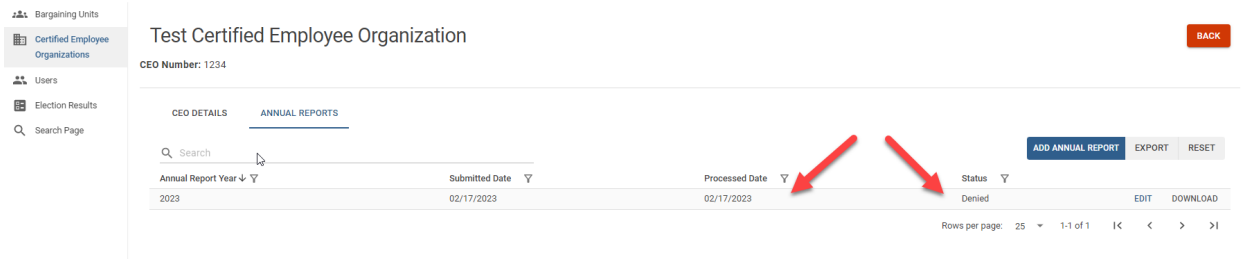 Bargaining Units
Certified Employee
Organizations
Users
Election Results
Search Page
Test Certified Employee Organization
BACK
CEO Number: 1234
CEO DETAILS ANNUAL REPORTS
Search
ADD ANNUAL REPORT EXPORT RESET
Annual Report Year Submitted Date Processed Date Status
2023 02/17/2023 02/17/2023 Denied EDIT DOWNLOAD
Rows per page: 25 1-1 of 1